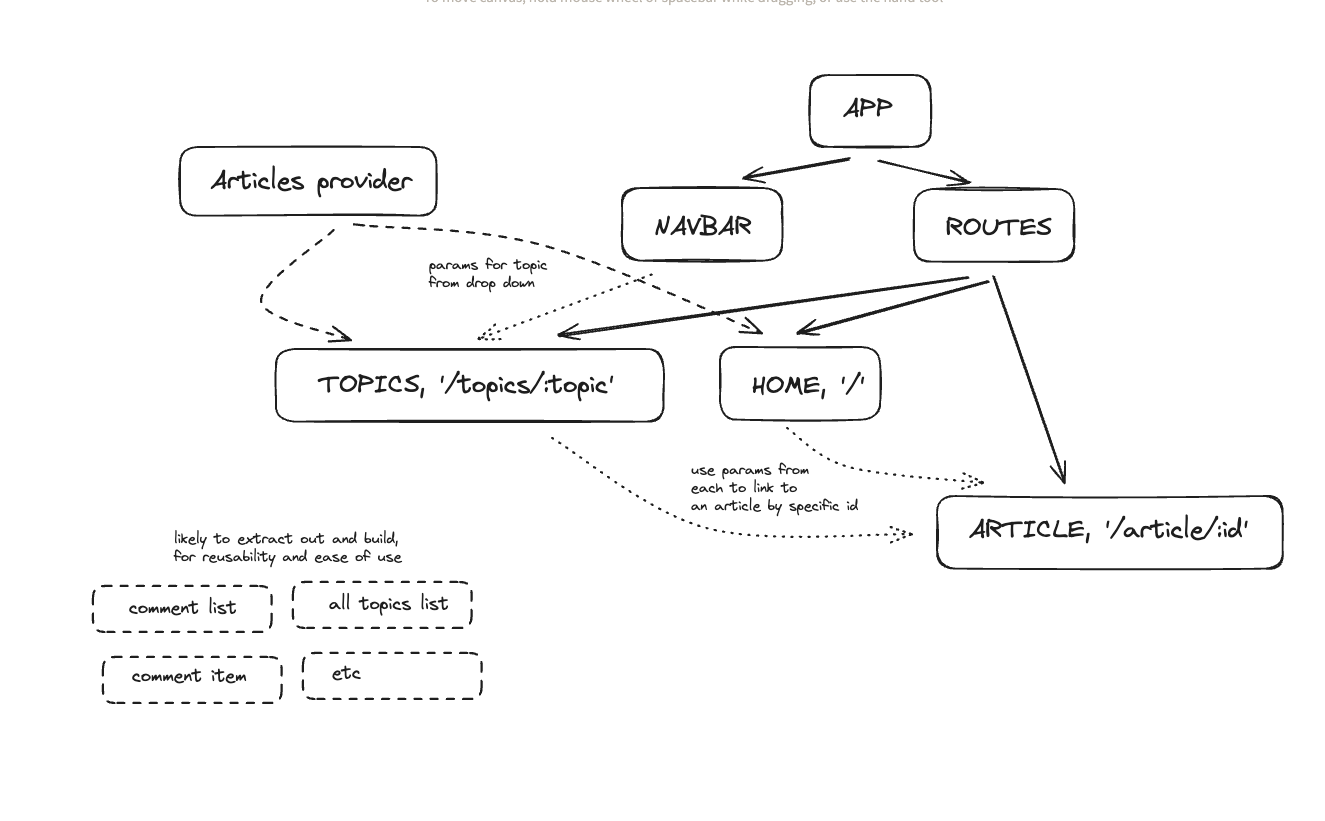 To move canvas, hold mouse wheel or spacebar while dragging, or use the hand tool
APP
Articles provider
NAVBAR
ROUTES
params for topic
from drop down
TOPICS, '/topics/:topic'
HOME, '/'
use params from
each to link to
an article by specific id
ARTICLE, '/article/:id'
likely to extract out and build,
for reusability and ease of use
comment list
all topics list
comment item
etc